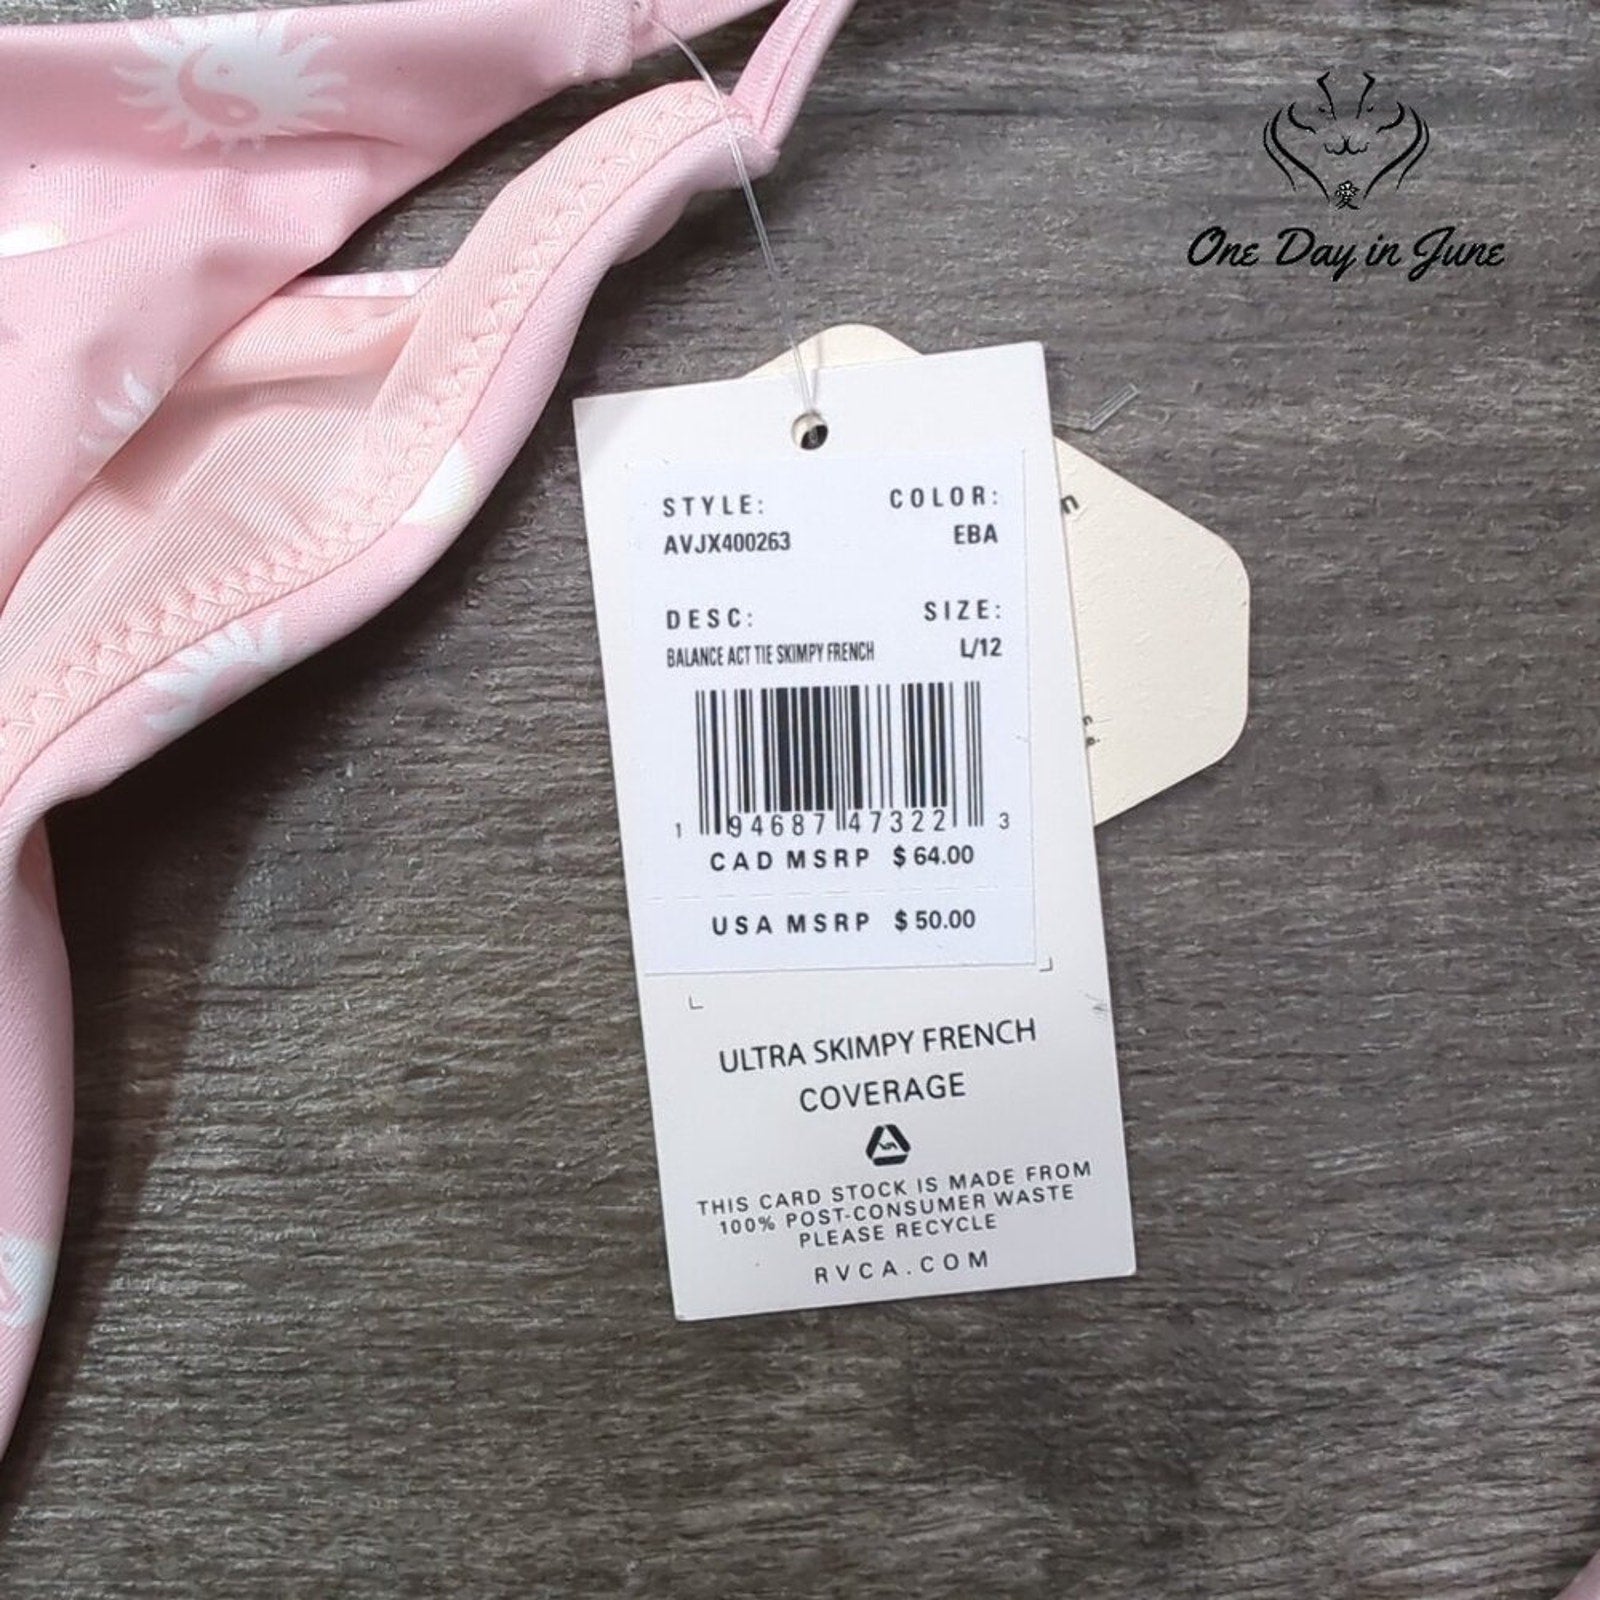 愛
One Day in June
n
STYLE: COLOR:
AVJX400263 EBA
DESC: SIZE:
BALANCE ACT TIE SKIMPY FRENCH L/12
1 94687 47322 3
CAD MSRP $ 64.00
USA MSRP $ 50.00
ULTRA SKIMPY FRENCH
COVERAGE
THIS CARD STOCK IS MADE FROM
100% POST-CONSUMER WASTE
PLEASE RECYCLE
RVCA.COM